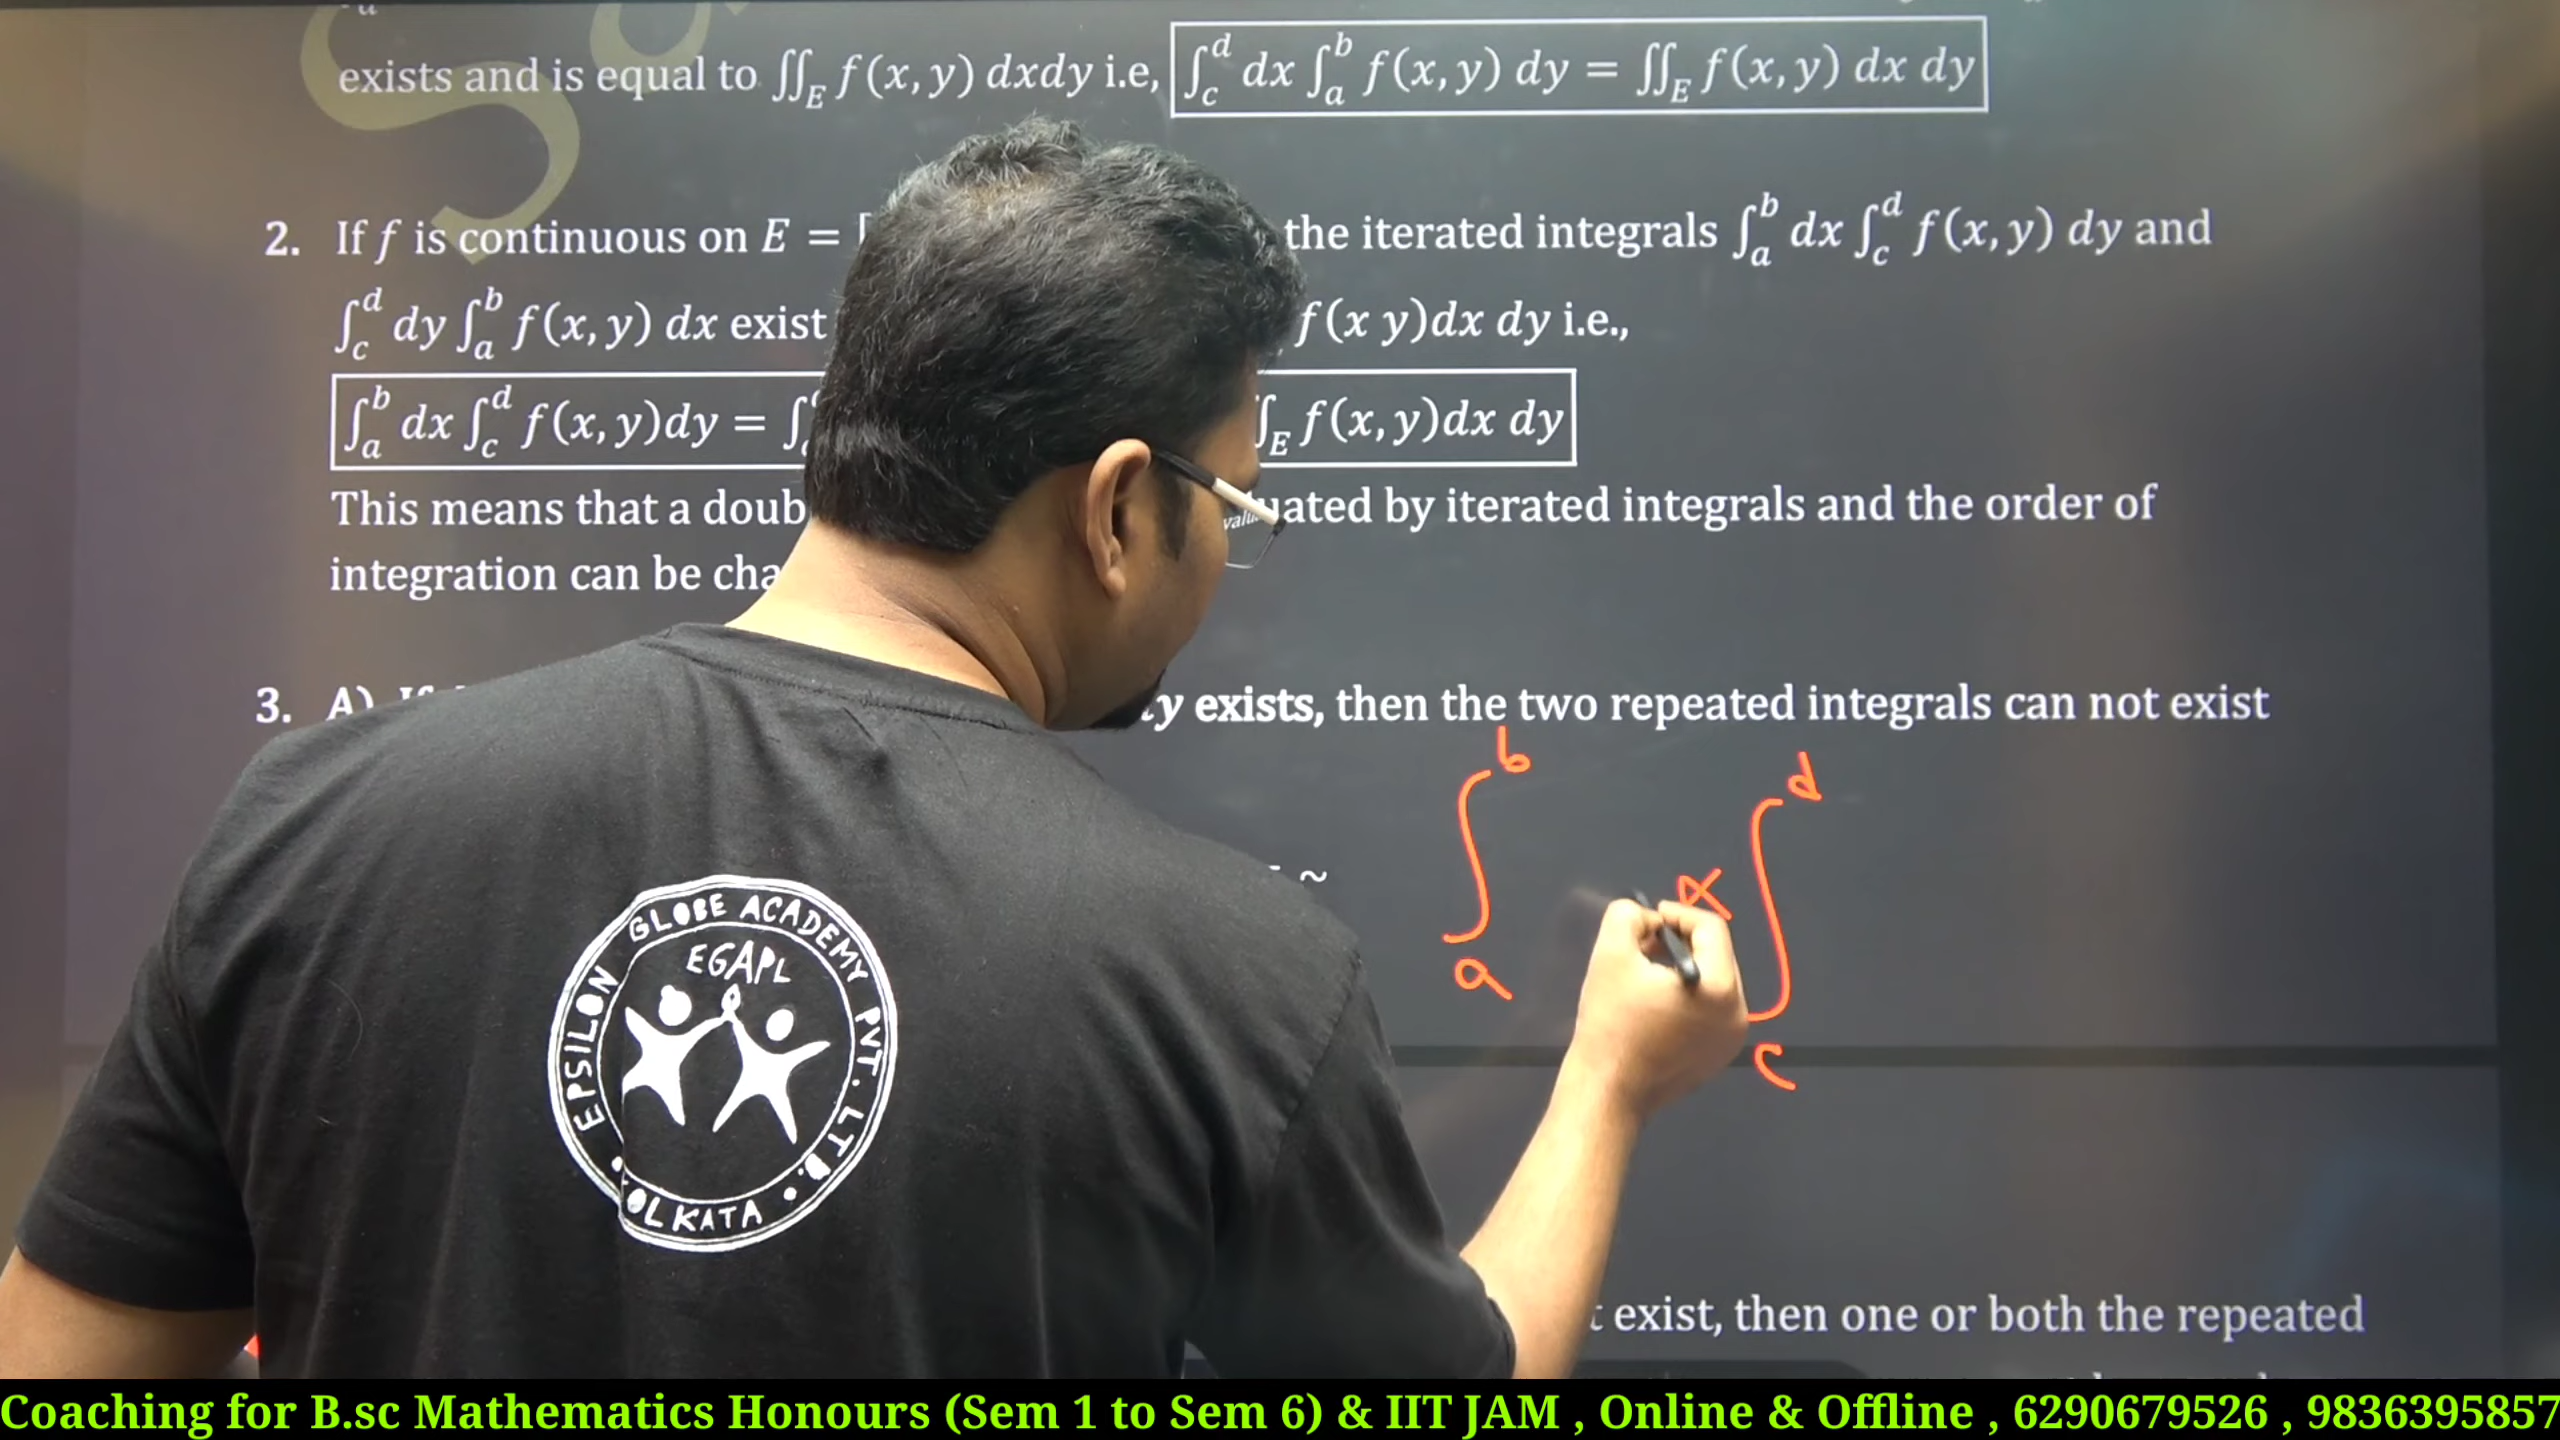 exists and is equal to ∬_E f(x, y) dxdy i.e, ∫_c^d dx ∫_a^b f(x, y) dy = ∬_E f(x, y) dx dy
2. If f is continuous on E = [ the iterated integrals ∫_a^b dx ∫_c^d f(x, y) dy and
∫_c^d dy ∫_a^b f(x, y) dx exist f(x y)dx dy i.e.,
∫_a^b dx ∫_c^d f(x, y)dy = ∫ ∫_E f(x, y)dx dy
This means that a doub uated by iterated integrals and the order of
integration can be cha
3. A) If y exists, then the two repeated integrals can not exist
∫_a^b ∫_c^d
exist, then one or both the repeated
EPSILON GLOBE ACADEMY PVT. LTD.
EGAPL
OLKATA
Coaching for B.sc Mathematics Honours (Sem 1 to Sem 6) & IIT JAM , Online & Offline , 6290679526 , 9836395857